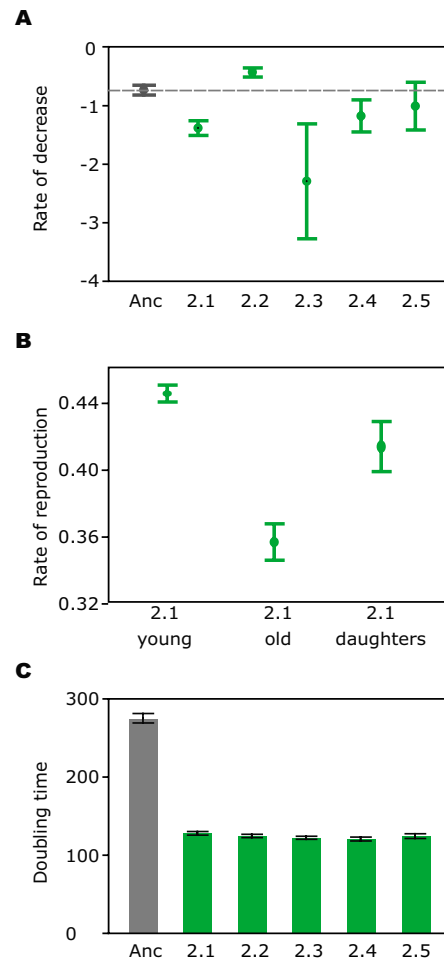 A
Rate of decrease
0
-1
-2
-3
-4
Anc 2.1 2.2 2.3 2.4 2.5
B
Rate of reproduction
0.44
0.40
0.36
0.32
2.1 2.1 2.1
young old daughters
C
Doubling time
300
200
100
0
Anc 2.1 2.2 2.3 2.4 2.5